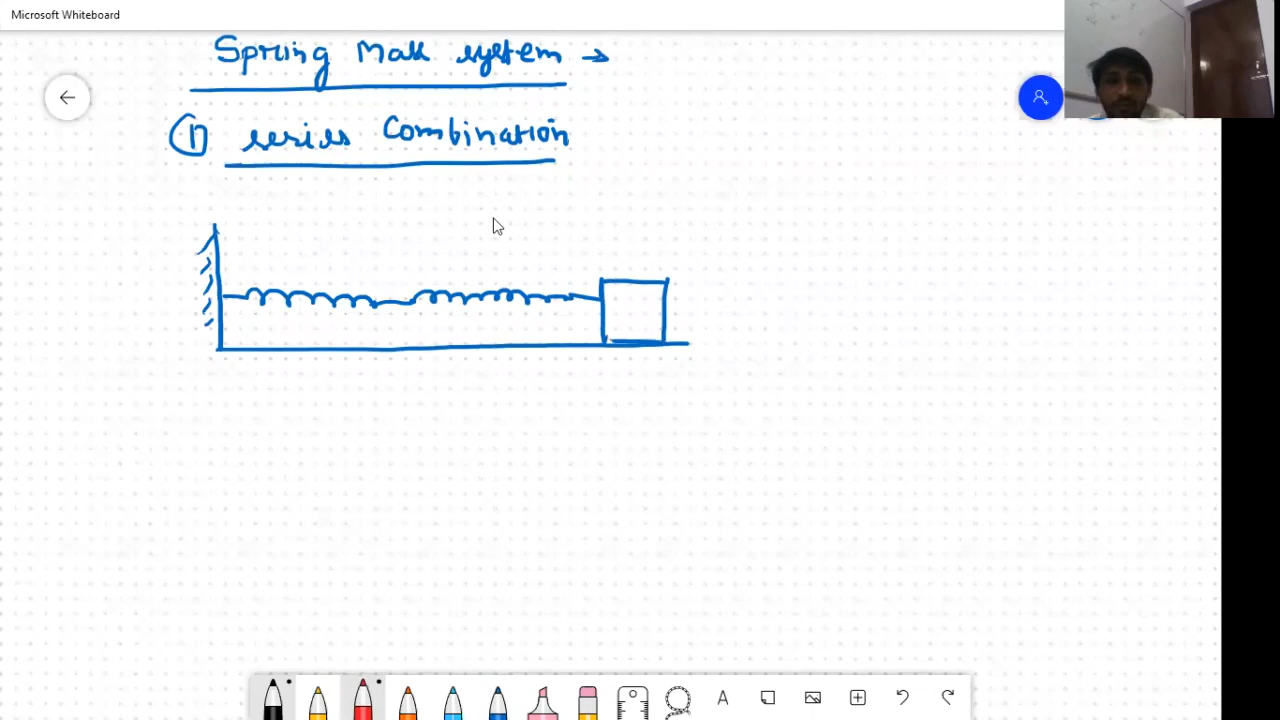 Microsoft Whiteboard
Spring Mass system →
① series Combination